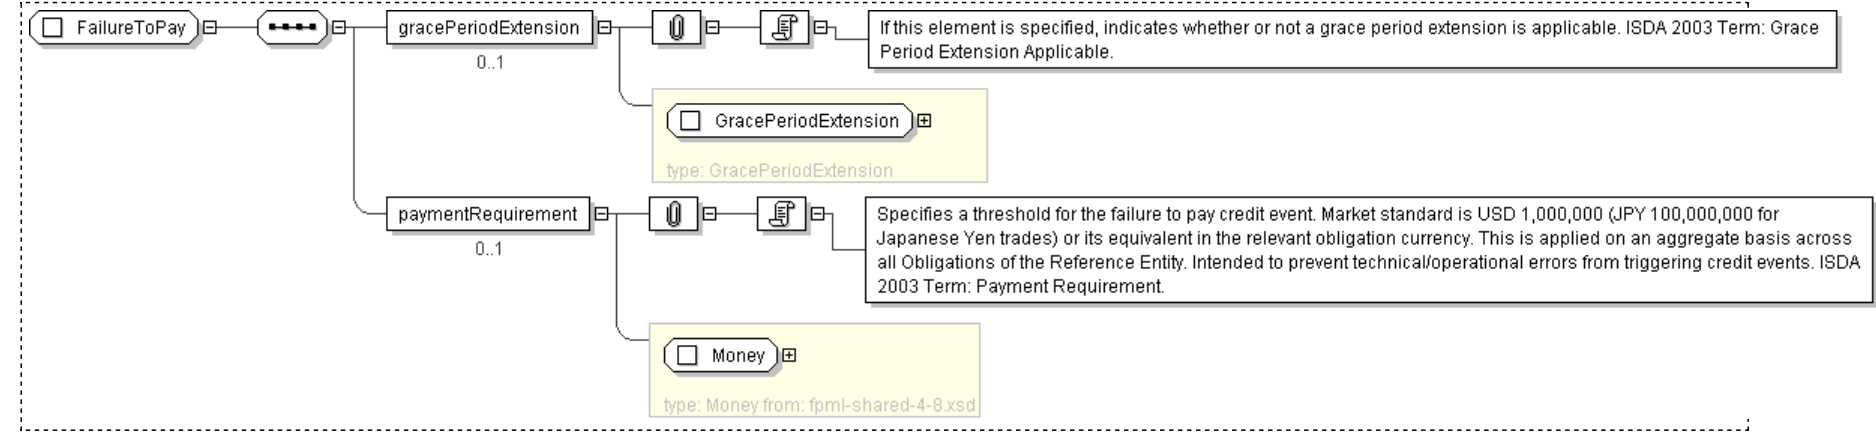 FailureToPay
gracePeriodExtension
0..1
If this element is specified, indicates whether or not a grace period extension is applicable. ISDA 2003 Term: Grace
Period Extension Applicable.
GracePeriodExtension
type: GracePeriodExtension
paymentRequirement
0..1
Specifies a threshold for the failure to pay credit event. Market standard is USD 1,000,000 (JPY 100,000,000 for
Japanese Yen trades) or its equivalent in the relevant obligation currency. This is applied on an aggregate basis across
all Obligations of the Reference Entity. Intended to prevent technical/operational errors from triggering credit events. ISDA
2003 Term: Payment Requirement.
Money
type: Money from: fpml-shared-4-8.xsd